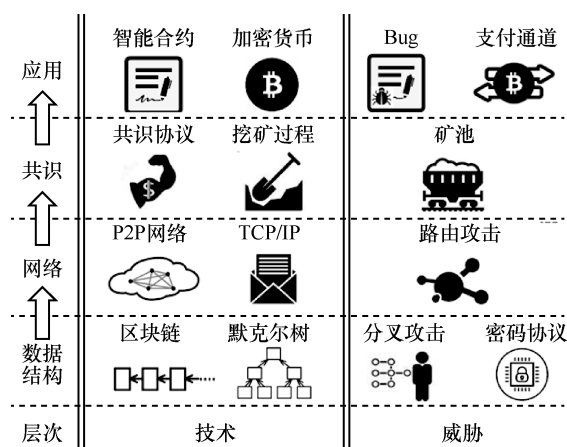 智能合约 加密货币 Bug 支付通道
应用
共识协议 挖矿过程 矿池
共识
P2P网络 TCP/IP 路由攻击
网络
区块链 默克尔树 分叉攻击 密码协议
数据
结构
层次 技术 威胁